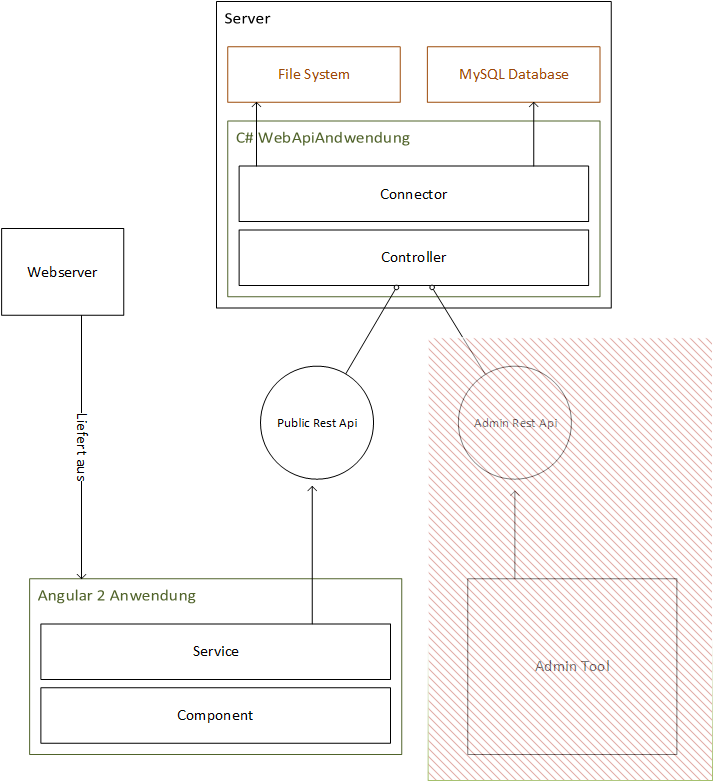 Server
File System
MySQL Database
C# WebApiAndwendung
Connector
Controller
Webserver
Liefert aus
Public Rest Api
Admin Rest Api
Angular 2 Anwendung
Service
Component
Admin Tool